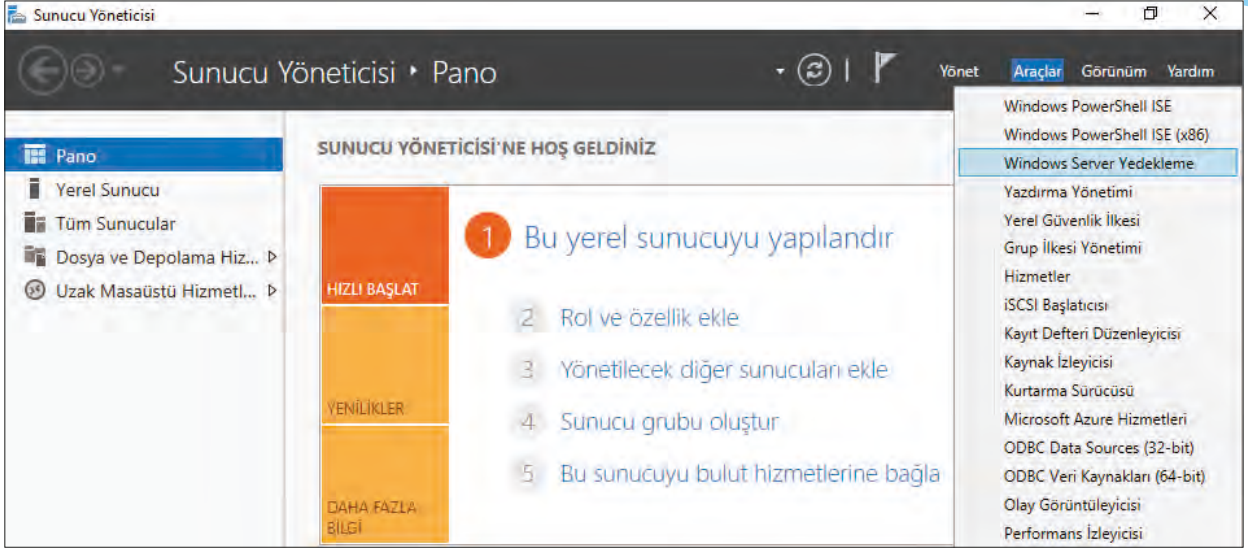 Sunucu Yöneticisi
Sunucu Yöneticisi ‣ Pano
Yönet Araçlar Görünüm Yardım
Pano
Yerel Sunucu
Tüm Sunucular
Dosya ve Depolama Hiz...
Uzak Masaüstü Hizmetl...
SUNUCU YÖNETİCİSİ'NE HOŞ GELDİNİZ
HIZLI BAŞLAT
YENİLİKLER
DAHA FAZLA
BİLGİ
1 Bu yerel sunucuyu yapılandır
2 Rol ve özellik ekle
3 Yönetilecek diğer sunucuları ekle
4 Sunucu grubu oluştur
5 Bu sunucuyu bulut hizmetlerine bağla
Windows PowerShell ISE
Windows PowerShell ISE (x86)
Windows Server Yedekleme
Yazdırma Yönetimi
Yerel Güvenlik İlkesi
Grup İlkesi Yönetimi
Hizmetler
iSCSI Başlatıcısı
Kayıt Defteri Düzenleyicisi
Kaynak İzleyicisi
Kurtarma Sürücüsü
Microsoft Azure Hizmetleri
ODBC Data Sources (32-bit)
ODBC Veri Kaynakları (64-bit)
Olay Görüntüleyicisi
Performans İzleyicisi